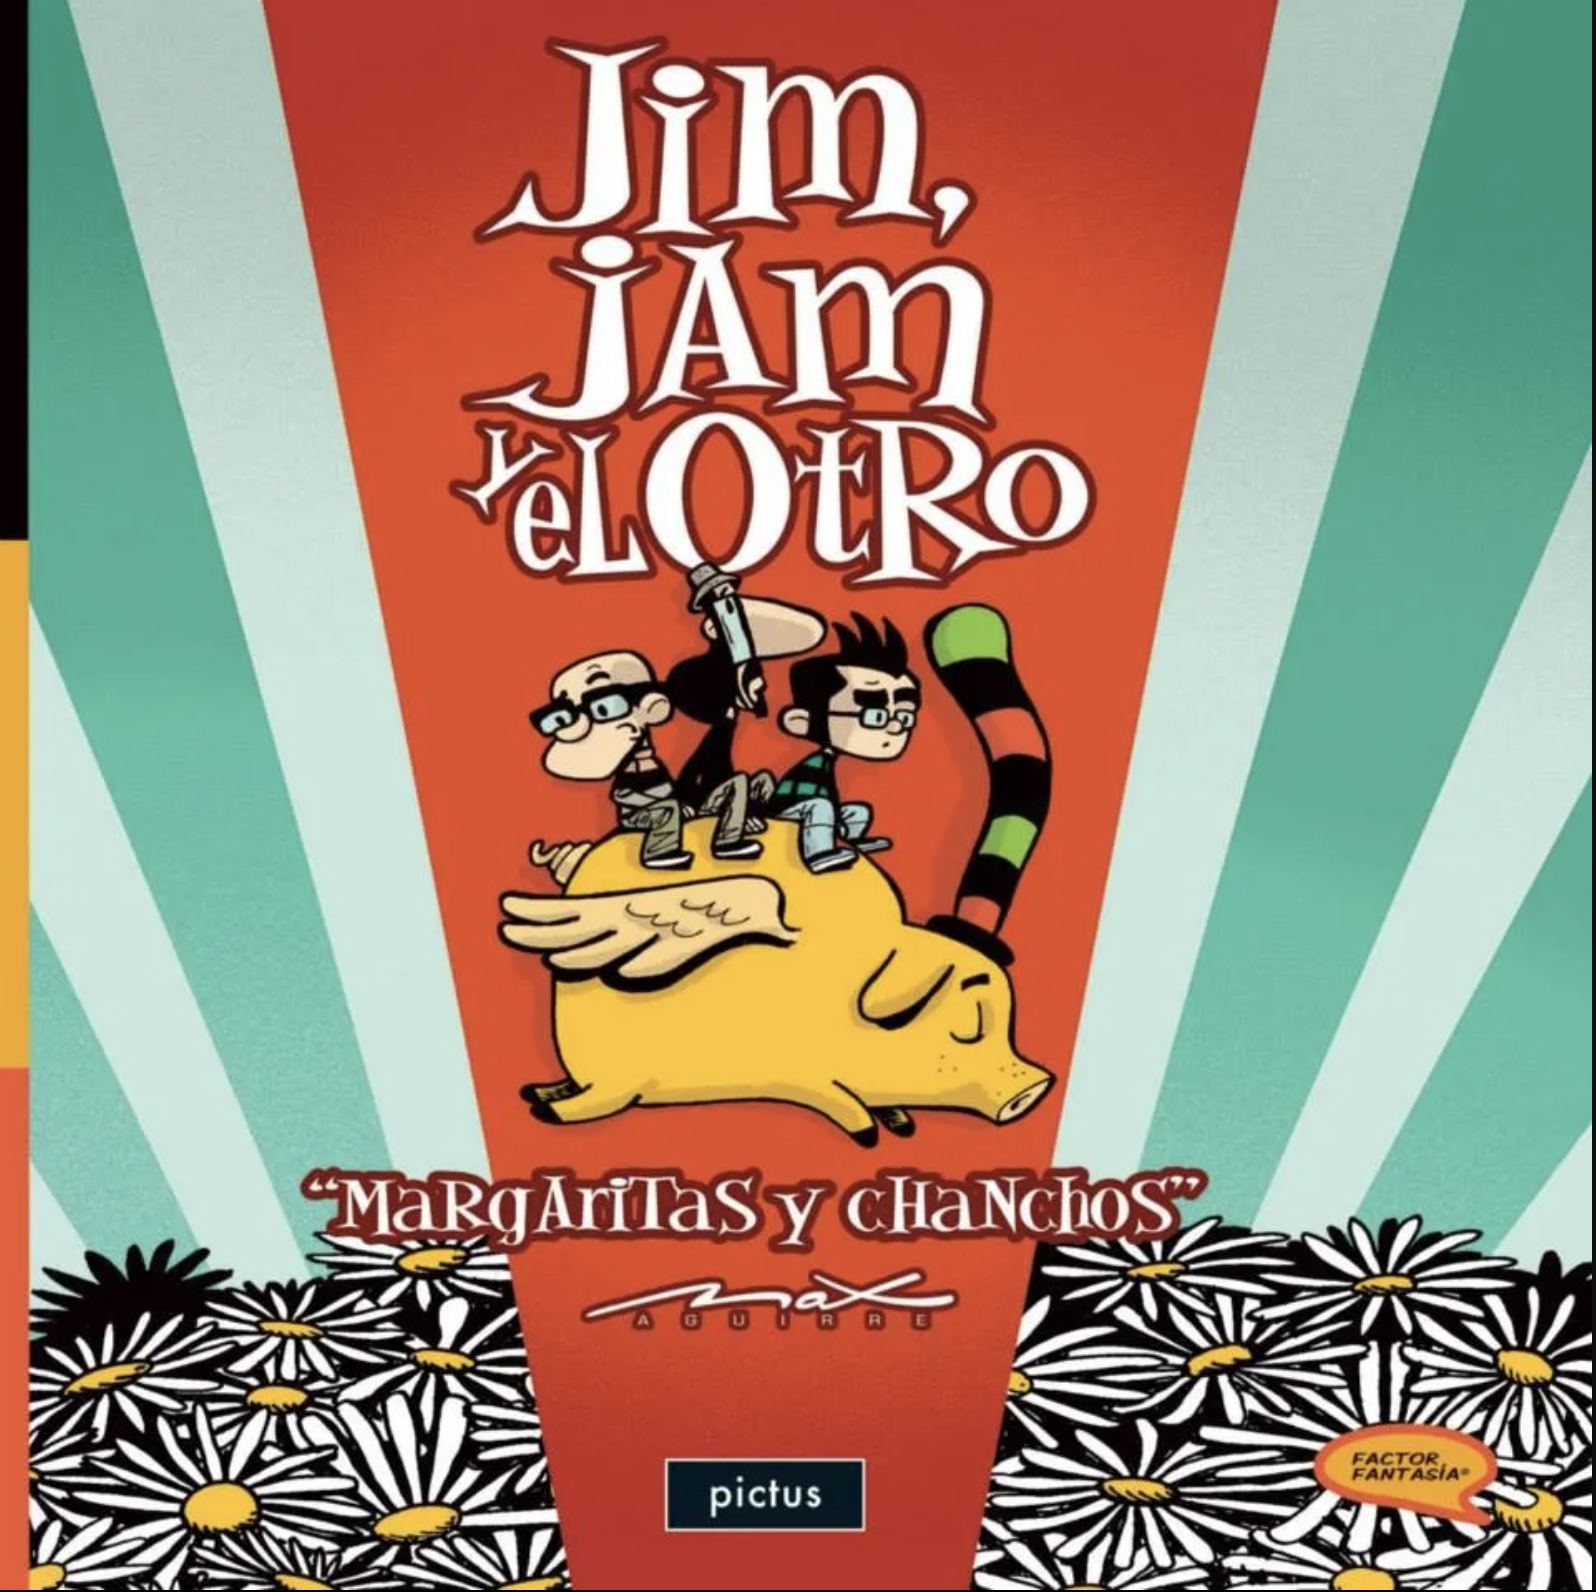 Jim,
jAm
y eL OtRo
“MaRgAriTaS y cHaNchoS”
max
AGUIRRE
pictus
FACTOR
FANTASÍA®